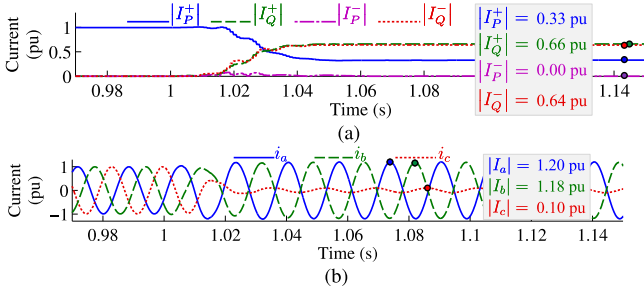 |I_P^+| |I_Q^+| |I_P^-| |I_Q^-|
Current (pu)
1
0.5
0
|I_P^+| = 0.33 pu
|I_Q^+| = 0.66 pu
|I_P^-| = 0.00 pu
|I_Q^-| = 0.64 pu
0.98 1 1.02 1.04 1.06 1.08 1.1 1.12 1.14
Time (s)
(a)
i_a i_b i_c
Current (pu)
1
0
−1
|I_a| = 1.20 pu
|I_b| = 1.18 pu
|I_c| = 0.10 pu
0.98 1 1.02 1.04 1.06 1.08 1.1 1.12 1.14
Time (s)
(b)